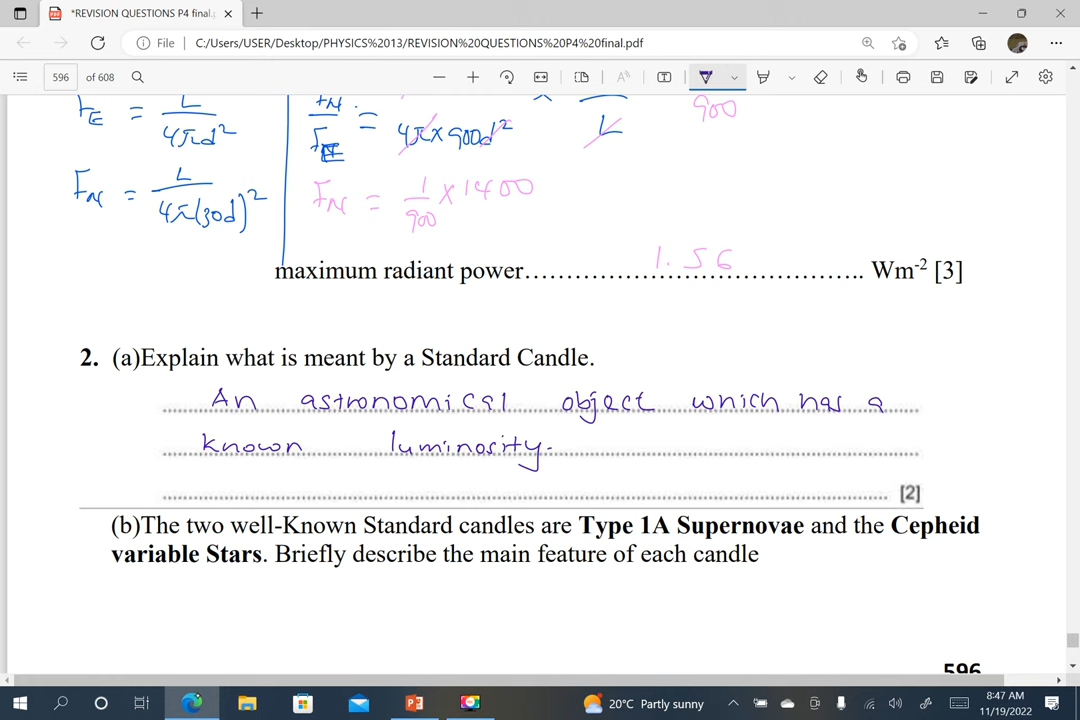 *REVISION QUESTIONS P4 final.
File C:/Users/USER/Desktop/PHYSICS%2013/REVISION%20QUESTIONS%20P4%20final.pdf
596 of 608
F_E = L / 4πd²
F_N / F_E = / 4π × 900d² × / L
900
F_N = L / 4π(30d)²
F_N = 1/900 × 1400
maximum radiant power.......1.56....... Wm⁻² [3]
2. (a)Explain what is meant by a Standard Candle.
An astronomical object which has a
known luminosity.
[2]
(b)The two well-Known Standard candles are Type 1A Supernovae and the Cepheid
variable Stars. Briefly describe the main feature of each candle
596
20°C Partly sunny
8:47 AM
11/19/2022